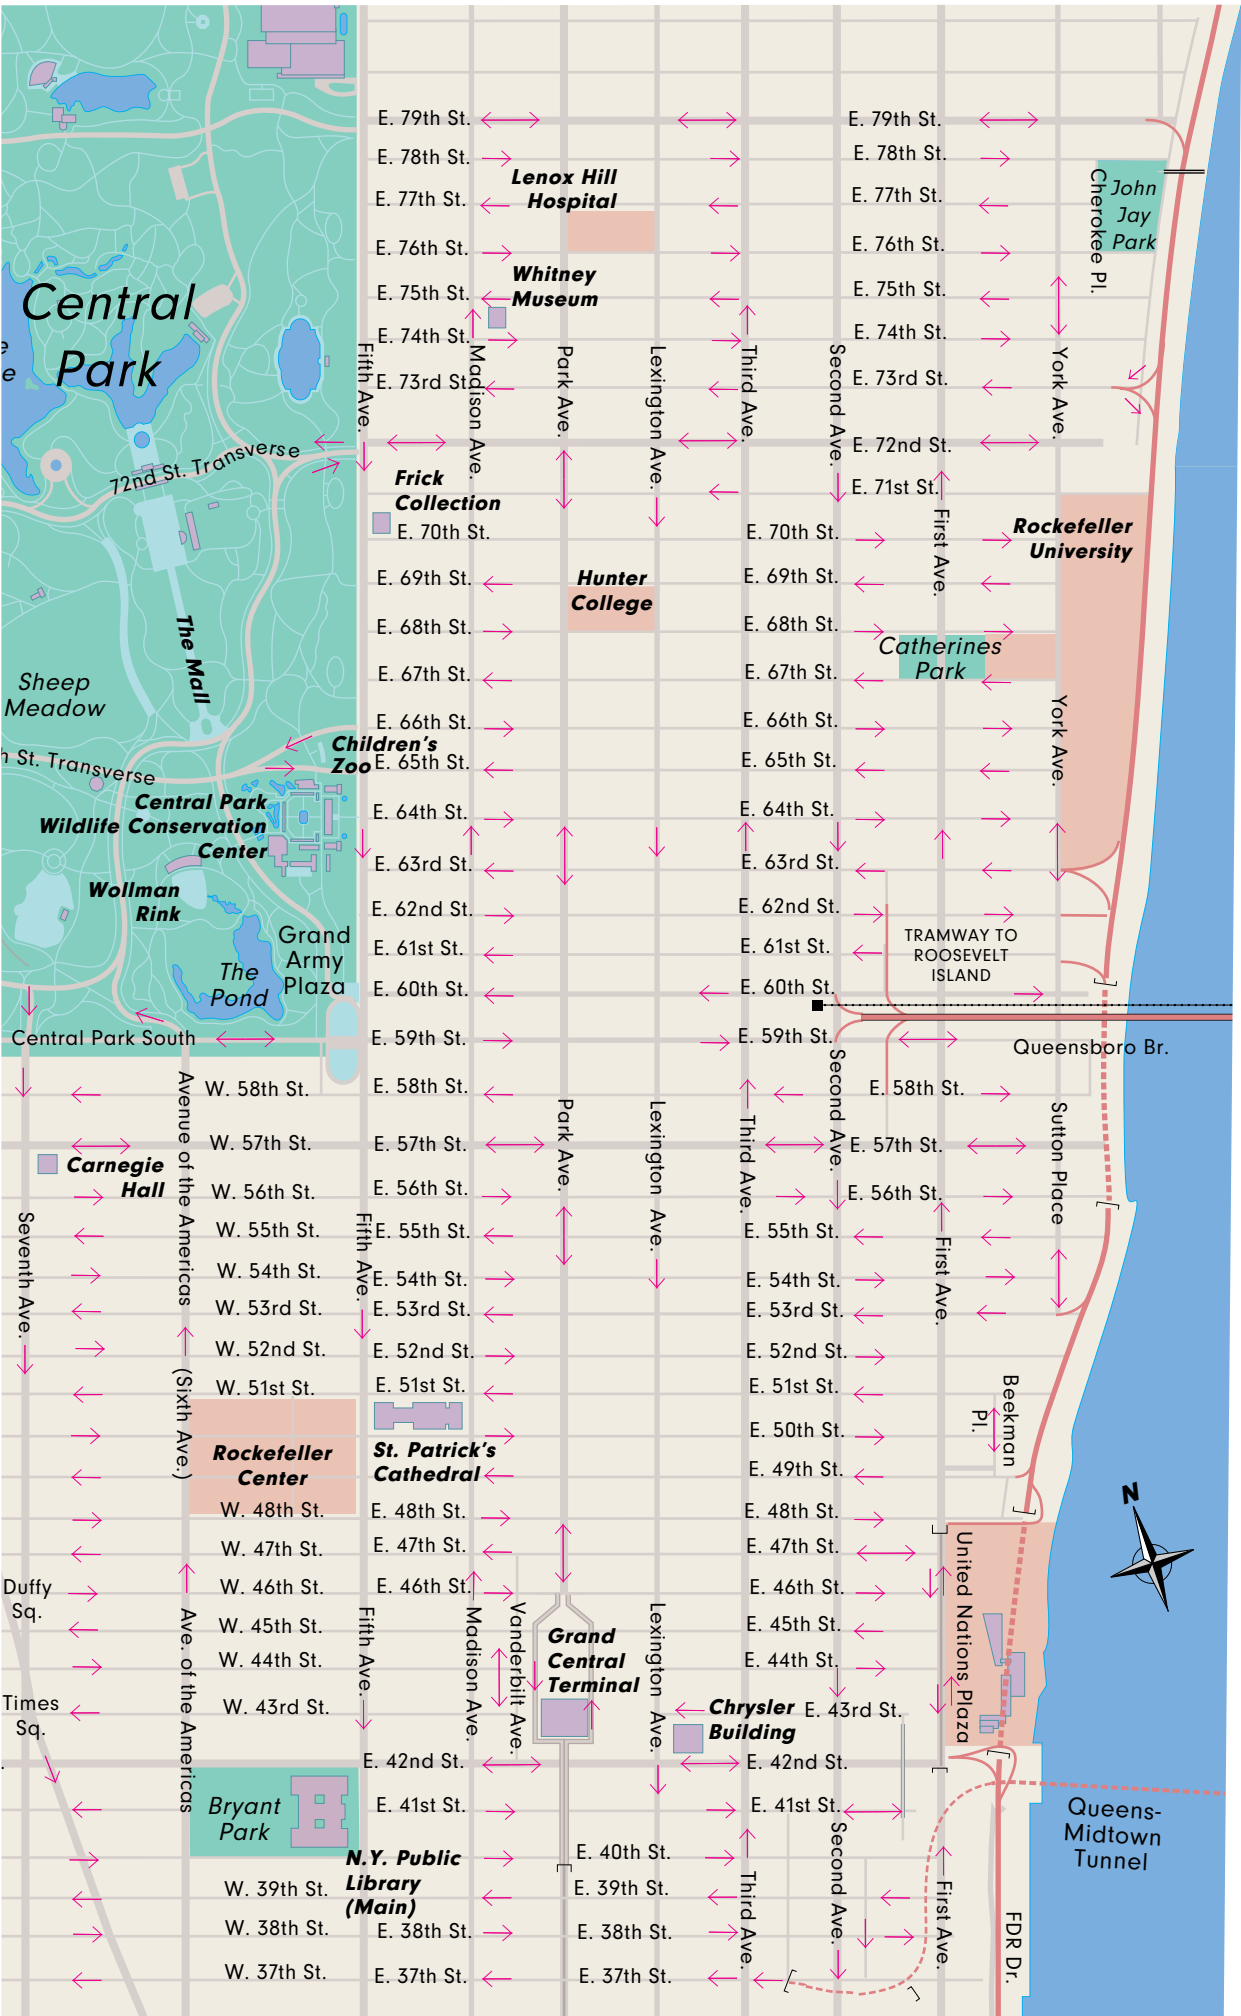 E. 79th St.
E. 79th St.
E. 78th St.
E. 78th St.
Lenox Hill
Hospital
E. 77th St.
E. 77th St.
Cherokee Pl.
John
Jay
Park
E. 76th St.
E. 76th St.
Whitney
Museum
E. 75th St.
E. 75th St.
Central
Park
E. 74th St.
E. 74th St.
e
e
Fifth Ave.
Madison Ave.
Park Ave.
Lexington Ave.
Third Ave.
Second Ave.
York Ave.
E. 73rd St.
E. 73rd St.
72nd St. Transverse
E. 72nd St.
Frick
Collection
E. 71st St.
First Ave.
E. 70th St.
E. 70th St.
Rockefeller
University
E. 69th St.
Hunter
College
E. 69th St.
The Mall
E. 68th St.
E. 68th St.
Catherines
Park
E. 67th St.
E. 67th St.
Sheep
Meadow
York Ave.
E. 66th St.
E. 66th St.
Children's
Zoo
h St. Transverse
E. 65th St.
E. 65th St.
Central Park
Wildlife Conservation
Center
E. 64th St.
E. 64th St.
E. 63rd St.
E. 63rd St.
Wollman
Rink
E. 62nd St.
E. 62nd St.
Grand
Army
Plaza
The
Pond
E. 61st St.
E. 61st St.
TRAMWAY TO
ROOSEVELT
ISLAND
E. 60th St.
E. 60th St.
Central Park South
E. 59th St.
E. 59th St.
Queensboro Br.
Avenue of the Americas
W. 58th St.
E. 58th St.
Second Ave.
E. 58th St.
Park Ave.
Lexington Ave.
Third Ave.
Sutton Place
W. 57th St.
E. 57th St.
E. 57th St.
Carnegie
Hall
W. 56th St.
E. 56th St.
E. 56th St.
Seventh Ave.
Fifth Ave.
First Ave.
W. 55th St.
E. 55th St.
E. 55th St.
W. 54th St.
E. 54th St.
E. 54th St.
W. 53rd St.
E. 53rd St.
E. 53rd St.
W. 52nd St.
E. 52nd St.
E. 52nd St.
(Sixth Ave.)
W. 51st St.
E. 51st St.
E. 51st St.
Beekman
Pl.
E. 50th St.
Rockefeller
Center
St. Patrick's
Cathedral
E. 49th St.
W. 48th St.
E. 48th St.
E. 48th St.
W. 47th St.
E. 47th St.
E. 47th St.
N
United Nations Plaza
Duffy
Sq.
W. 46th St.
E. 46th St.
E. 46th St.
Ave. of the Americas
Fifth Ave.
Madison Ave.
Vanderbilt Ave.
Lexington Ave.
W. 45th St.
E. 45th St.
Grand
Central
Terminal
W. 44th St.
E. 44th St.
Times
Sq.
W. 43rd St.
Chrysler
Building
E. 43rd St.
E. 42nd St.
E. 42nd St.
Bryant
Park
E. 41st St.
E. 41st St.
Queens-
Midtown
Tunnel
Second Ave.
N.Y. Public
Library
(Main)
E. 40th St.
Third Ave.
First Ave.
W. 39th St.
E. 39th St.
FDR Dr.
W. 38th St.
E. 38th St.
E. 38th St.
W. 37th St.
E. 37th St.
E. 37th St.